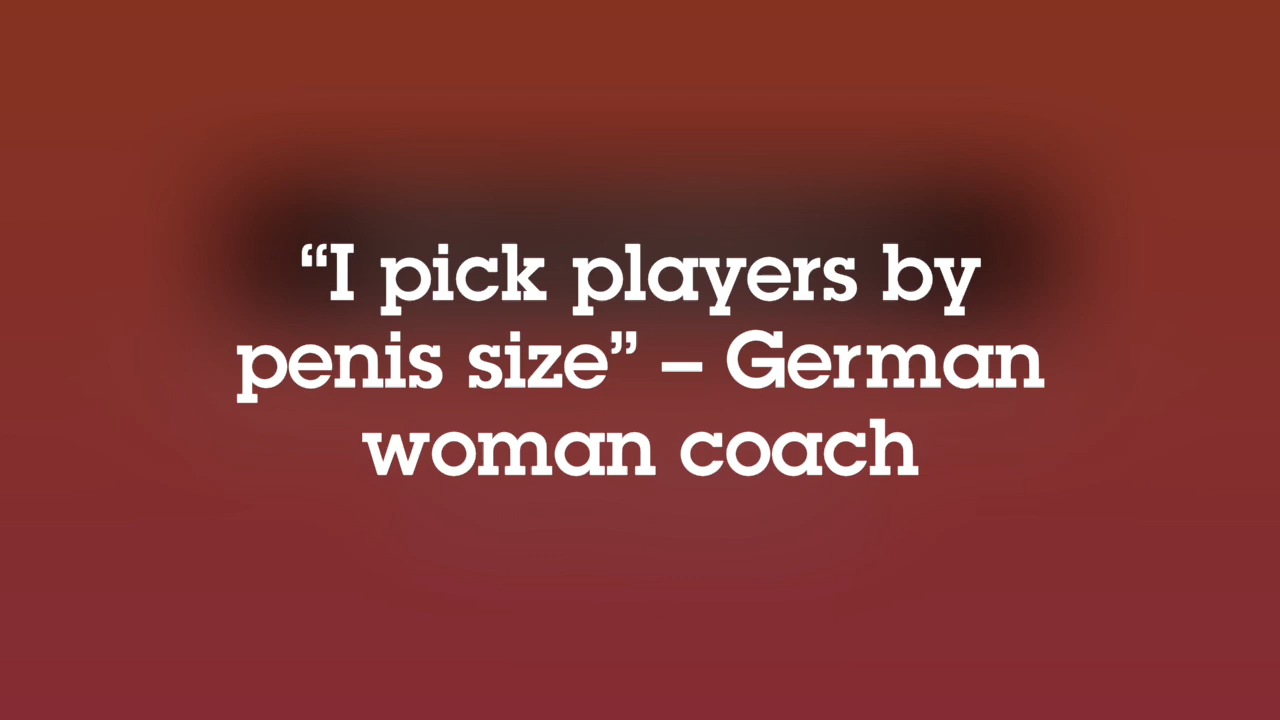 “I pick players by
penis size” – German
woman coach